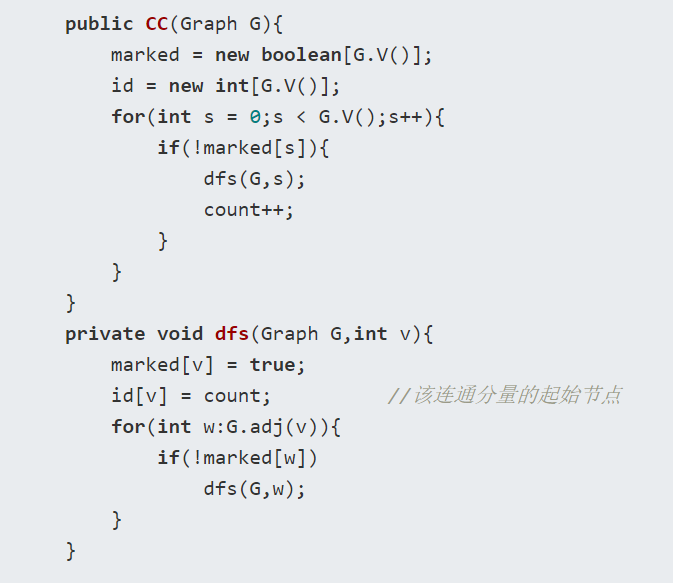 public CC(Graph G){
    marked = new boolean[G.V()];
    id = new int[G.V()];
    for(int s = 0;s < G.V();s++){
        if(!marked[s]){
            dfs(G,s);
            count++;
        }
    }
}
private void dfs(Graph G,int v){
    marked[v] = true;
    id[v] = count;          //该连通分量的起始节点
    for(int w:G.adj(v)){
        if(!marked[w])
            dfs(G,w);
    }
}